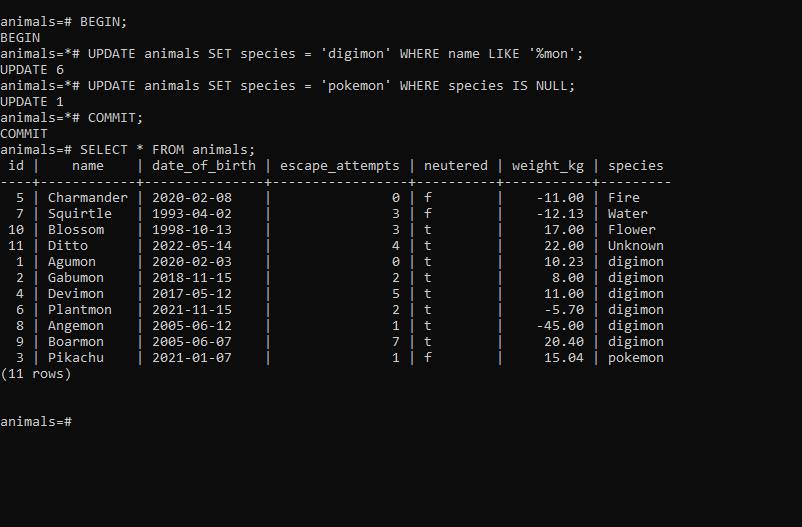 animals=# BEGIN;
BEGIN
animals=*# UPDATE animals SET species = 'digimon' WHERE name LIKE '%mon';
UPDATE 6
animals=*# UPDATE animals SET species = 'pokemon' WHERE species IS NULL;
UPDATE 1
animals=*# COMMIT;
COMMIT
animals=# SELECT * FROM animals;
 id |    name    | date_of_birth | escape_attempts | neutered | weight_kg | species
----+------------+---------------+-----------------+----------+-----------+---------
  5 | Charmander | 2020-02-08    |               0 | f        |    -11.00 | Fire
  7 | Squirtle   | 1993-04-02    |               3 | f        |    -12.13 | Water
 10 | Blossom    | 1998-10-13    |               3 | t        |     17.00 | Flower
 11 | Ditto      | 2022-05-14    |               4 | t        |     22.00 | Unknown
  1 | Agumon     | 2020-02-03    |               0 | t        |     10.23 | digimon
  2 | Gabumon    | 2018-11-15    |               2 | t        |      8.00 | digimon
  4 | Devimon    | 2017-05-12    |               5 | t        |     11.00 | digimon
  6 | Plantmon   | 2021-11-15    |               2 | t        |     -5.70 | digimon
  8 | Angemon    | 2005-06-12    |               1 | t        |    -45.00 | digimon
  9 | Boarmon    | 2005-06-07    |               7 | t        |     20.40 | digimon
  3 | Pikachu    | 2021-01-07    |               1 | f        |     15.04 | pokemon
(11 rows)
animals=#